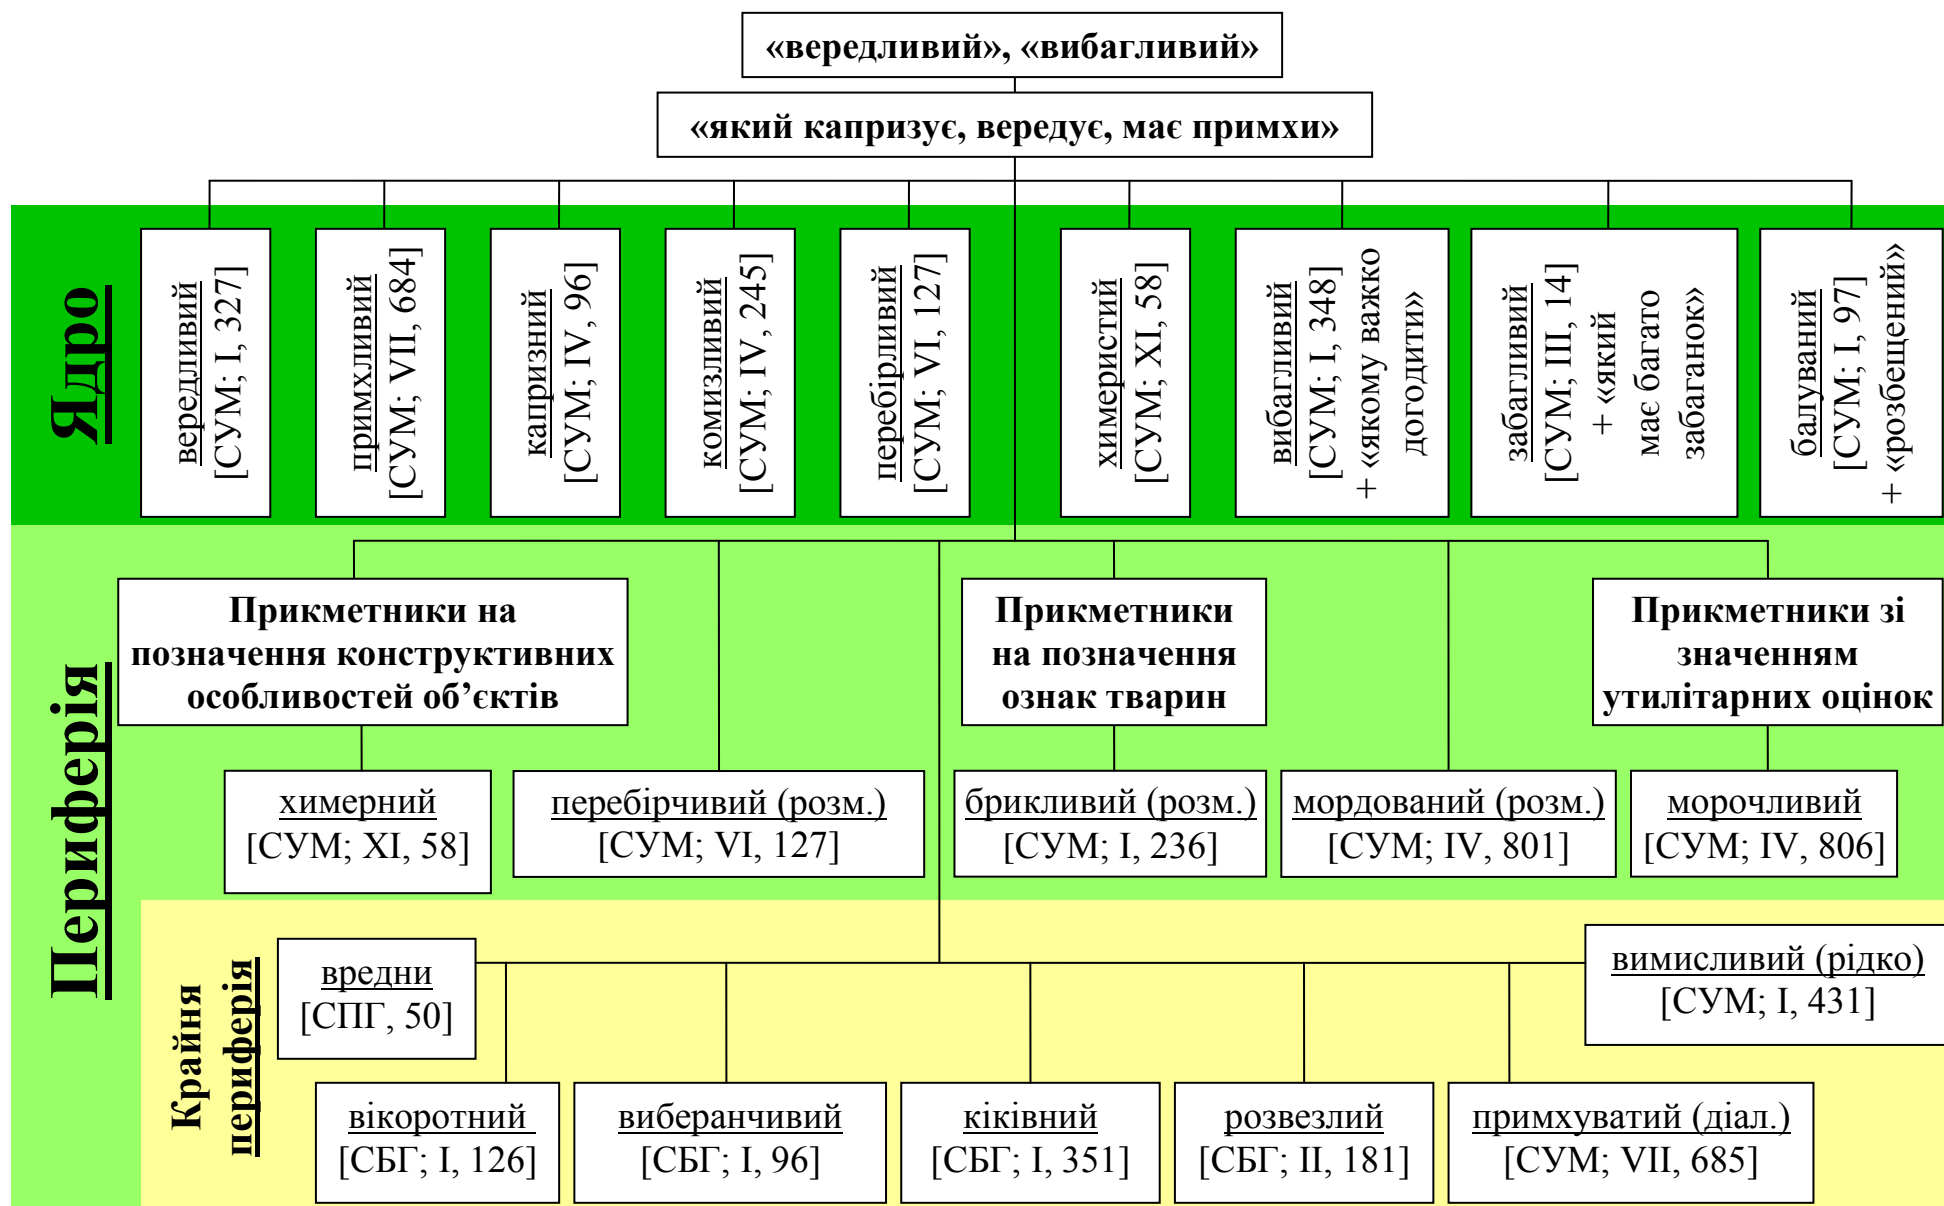 «вередливий», «вибагливий»
«який капризує, вередує, має примхи»
Ядро
вередливий
[СУМ; I, 327]
примхливий
[СУМ; VII, 684]
капризний
[СУМ; IV, 96]
комизливий
[СУМ; IV, 245]
перебірливий
[СУМ; VI, 127]
химеристий
[СУМ; XI, 58]
вибагливий
[СУМ; I, 348]
+ «якому важко
догодити»
забагливий
[СУМ; III, 14]
+ «який
має багато
забаганок»
балуваний
[СУМ; I, 97]
+ «розбещений»
Периферія
Прикметники на
позначення конструктивних
особливостей об’єктів
Прикметники
на позначення
ознак тварин
Прикметники зі
значенням
утилітарних оцінок
химерний
[СУМ; XI, 58]
перебірчивий (розм.)
[СУМ; VI, 127]
брикливий (розм.)
[СУМ; I, 236]
мордований (розм.)
[СУМ; IV, 801]
морочливий
[СУМ; IV, 806]
Крайня
периферія
вредни
[СПГ, 50]
вимисливий (рідко)
[СУМ; I, 431]
вікоротний
[СБГ; I, 126]
виберанчивий
[СБГ; I, 96]
кіківний
[СБГ; I, 351]
розвезлий
[СБГ; II, 181]
примхуватий (діал.)
[СУМ; VII, 685]